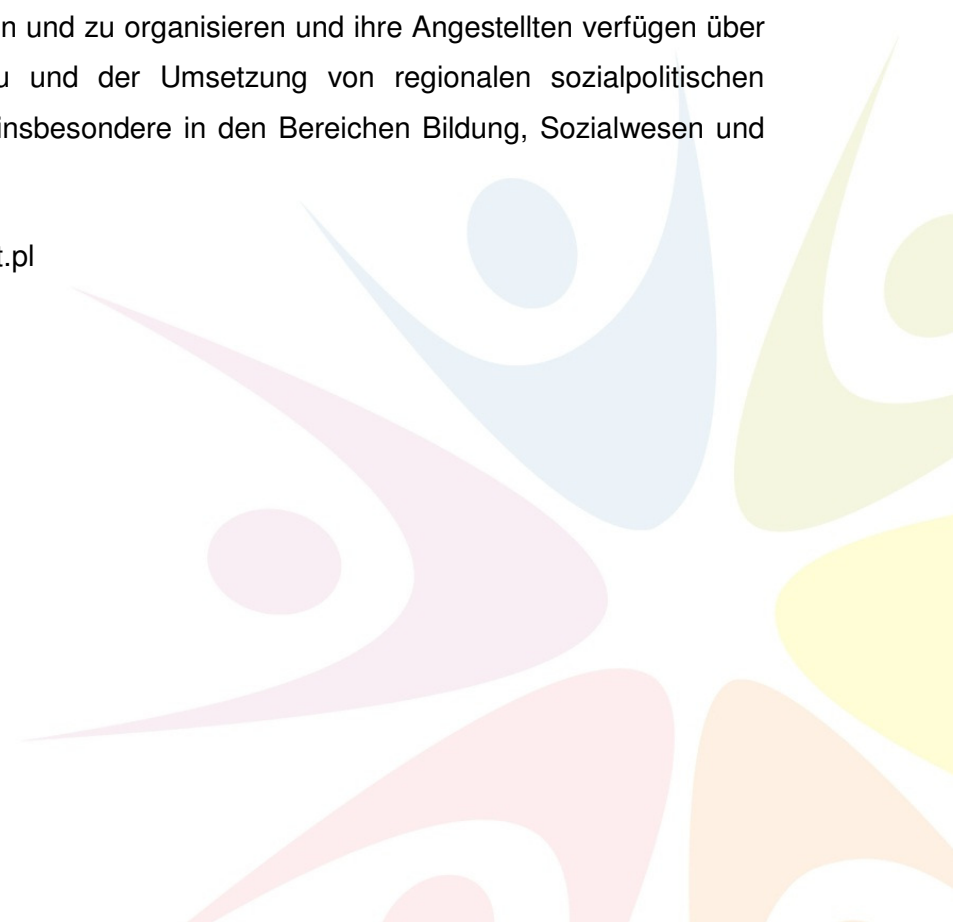 n und zu organisieren und ihre Angestellten verfügen über
u und der Umsetzung von regionalen sozialpolitischen
insbesondere in den Bereichen Bildung, Sozialwesen und
t.pl